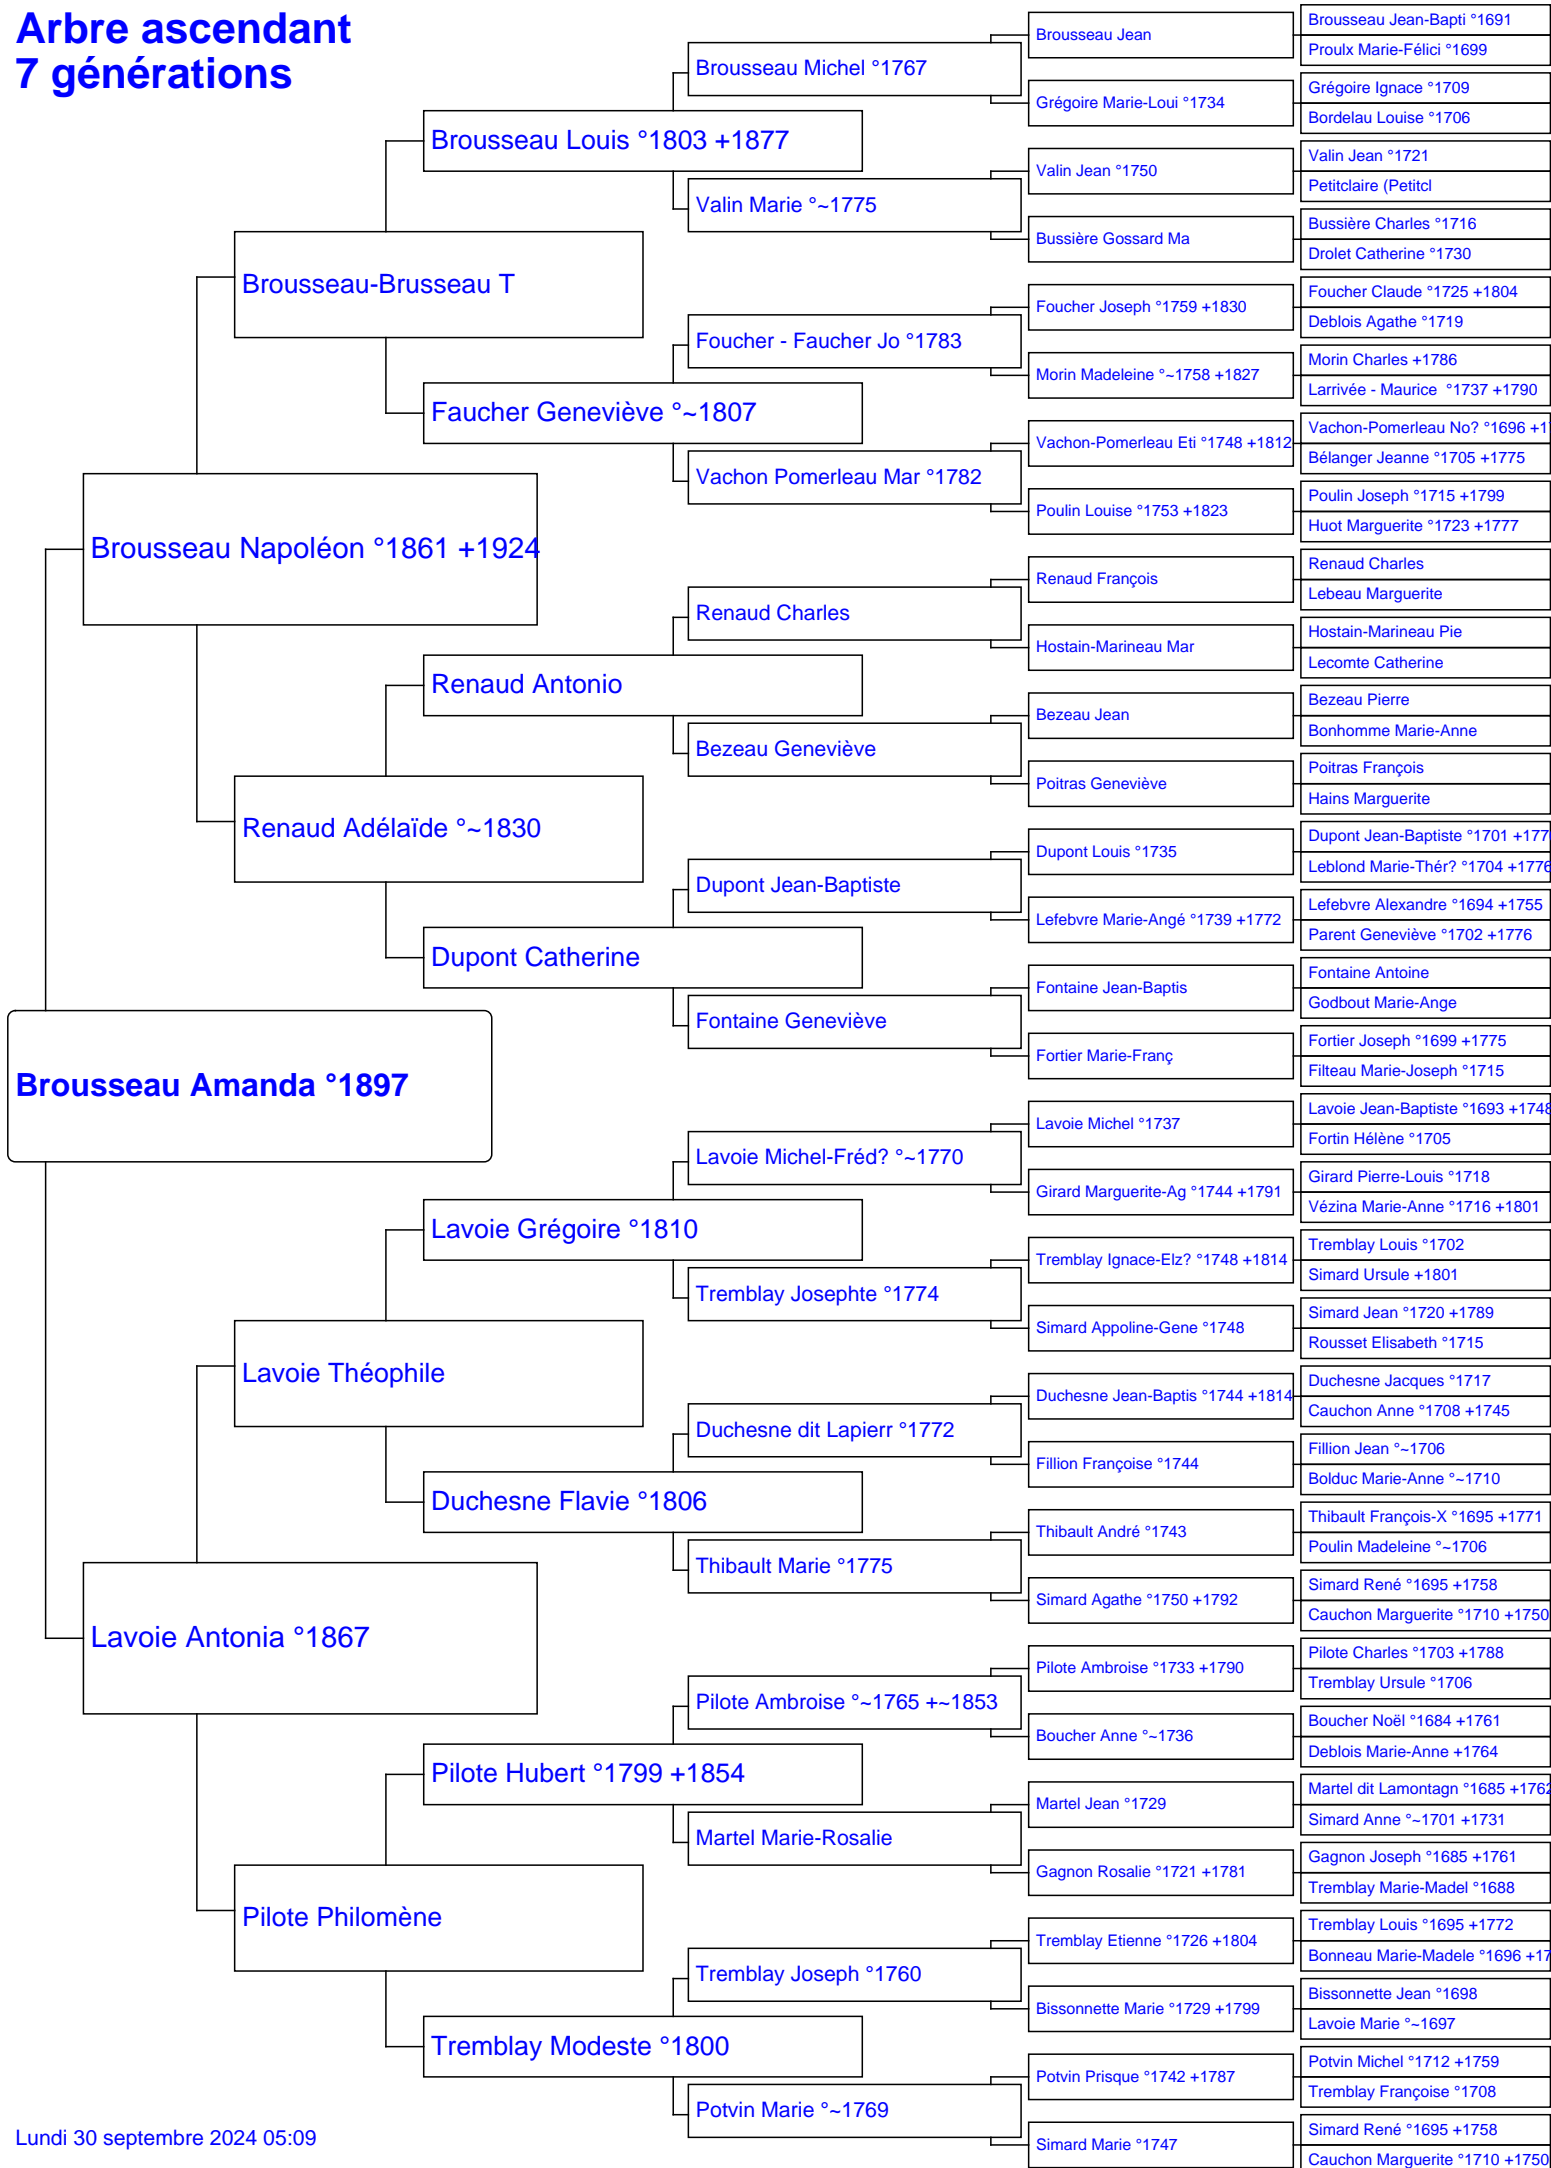 Arbre ascendant
7 générations
Brousseau Amanda °1897
Brousseau Napoléon °1861 +1924
Lavoie Antonia °1867
Brousseau-Brusseau T
Renaud Adélaïde °~1830
Lavoie Théophile
Pilote Philomène
Brousseau Louis °1803 +1877
Faucher Geneviève °~1807
Renaud Antonio
Dupont Catherine
Lavoie Grégoire °1810
Duchesne Flavie °1806
Pilote Hubert °1799 +1854
Tremblay Modeste °1800
Brousseau Michel °1767
Valin Marie °~1775
Foucher - Faucher Jo °1783
Vachon Pomerleau Mar °1782
Renaud Charles
Bezeau Geneviève
Dupont Jean-Baptiste
Fontaine Geneviève
Lavoie Michel-Fréd? °~1770
Tremblay Josephte °1774
Duchesne dit Lapierr °1772
Thibault Marie °1775
Pilote Ambroise °~1765 +~1853
Martel Marie-Rosalie
Tremblay Joseph °1760
Potvin Marie °~1769
Brousseau Jean
Grégoire Marie-Loui °1734
Valin Jean °1750
Bussière Gossard Ma
Foucher Joseph °1759 +1830
Morin Madeleine °~1758 +1827
Vachon-Pomerleau Eti °1748 +1812
Poulin Louise °1753 +1823
Renaud François
Hostain-Marineau Mar
Bezeau Jean
Poitras Geneviève
Dupont Louis °1735
Lefebvre Marie-Angé °1739 +1772
Fontaine Jean-Baptis
Fortier Marie-Franç
Lavoie Michel °1737
Girard Marguerite-Ag °1744 +1791
Tremblay Ignace-Elz? °1748 +1814
Simard Appoline-Gene °1748
Duchesne Jean-Baptis °1744 +1814
Fillion Françoise °1744
Thibault André °1743
Simard Agathe °1750 +1792
Pilote Ambroise °1733 +1790
Boucher Anne °~1736
Martel Jean °1729
Gagnon Rosalie °1721 +1781
Tremblay Etienne °1726 +1804
Bissonnette Marie °1729 +1799
Potvin Prisque °1742 +1787
Simard Marie °1747
Brousseau Jean-Bapti °1691
Proulx Marie-Félici °1699
Grégoire Ignace °1709
Bordelau Louise °1706
Valin Jean °1721
Petitclaire (Petitcl
Bussière Charles °1716
Drolet Catherine °1730
Foucher Claude °1725 +1804
Deblois Agathe °1719
Morin Charles +1786
Larrivée - Maurice  °1737 +1790
Vachon-Pomerleau No? °1696 +1
Bélanger Jeanne °1705 +1775
Poulin Joseph °1715 +1799
Huot Marguerite °1723 +1777
Renaud Charles
Lebeau Marguerite
Hostain-Marineau Pie
Lecomte Catherine
Bezeau Pierre
Bonhomme Marie-Anne
Poitras François
Hains Marguerite
Dupont Jean-Baptiste °1701 +177
Leblond Marie-Thér? °1704 +1776
Lefebvre Alexandre °1694 +1755
Parent Geneviève °1702 +1776
Fontaine Antoine
Godbout Marie-Ange
Fortier Joseph °1699 +1775
Filteau Marie-Joseph °1715
Lavoie Jean-Baptiste °1693 +1748
Fortin Hélène °1705
Girard Pierre-Louis °1718
Vézina Marie-Anne °1716 +1801
Tremblay Louis °1702
Simard Ursule +1801
Simard Jean °1720 +1789
Rousset Elisabeth °1715
Duchesne Jacques °1717
Cauchon Anne °1708 +1745
Fillion Jean °~1706
Bolduc Marie-Anne °~1710
Thibault François-X °1695 +1771
Poulin Madeleine °~1706
Simard René °1695 +1758
Cauchon Marguerite °1710 +1750
Pilote Charles °1703 +1788
Tremblay Ursule °1706
Boucher Noël °1684 +1761
Deblois Marie-Anne +1764
Martel dit Lamontagn °1685 +1762
Simard Anne °~1701 +1731
Gagnon Joseph °1685 +1761
Tremblay Marie-Madel °1688
Tremblay Louis °1695 +1772
Bonneau Marie-Madele °1696 +17
Bissonnette Jean °1698
Lavoie Marie °~1697
Potvin Michel °1712 +1759
Tremblay Françoise °1708
Simard René °1695 +1758
Cauchon Marguerite °1710 +1750
Lundi 30 septembre 2024 05:09